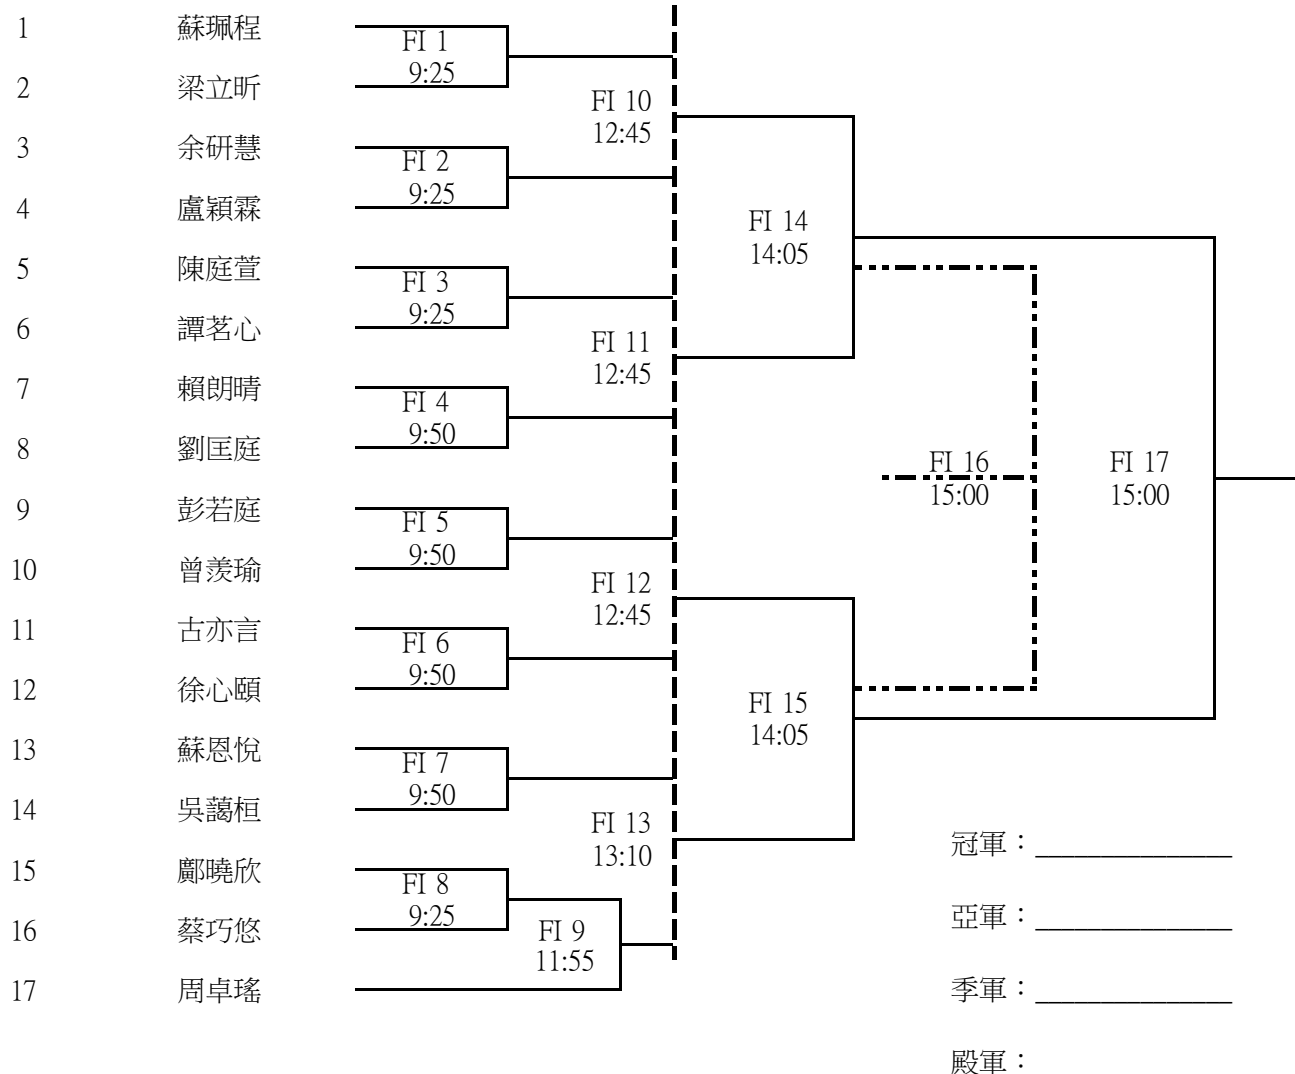 1 蘇珮程
FI 1
9:25
2 梁立昕
FI 10
12:45
3 余研慧
FI 2
9:25
4 盧穎霖
FI 14
14:05
5 陳庭萱
FI 3
9:25
6 譚茗心
FI 11
12:45
7 賴朗晴
FI 4
9:50
8 劉匡庭
FI 16
15:00
FI 17
15:00
9 彭若庭
FI 5
9:50
10 曾羨瑜
FI 12
12:45
11 古亦言
FI 6
9:50
12 徐心頤
FI 15
14:05
13 蘇恩悅
FI 7
9:50
14 吳藹桓
FI 13
13:10
冠軍：______________
15 鄺曉欣
FI 8
9:25
亞軍：______________
16 蔡巧悠
FI 9
11:55
17 周卓瑤
季軍：______________
殿軍：